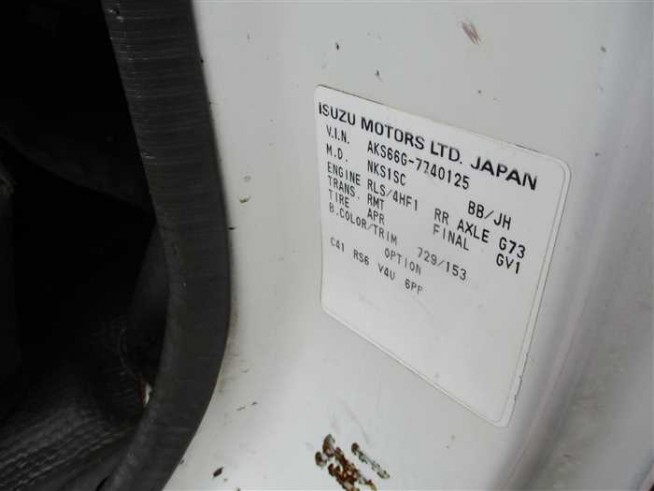 ISUZU MOTORS LTD. JAPAN
V.I.N. AKS66G-7740125
M.D. NKS1SC BB/JH
ENGINE RLS/4HF1 RR AXLE G73
TRANS. RMT FINAL GV1
TIRE APR
B.COLOR/TRIM 729/153
OPTION
C41 RS6 V4U 6PP